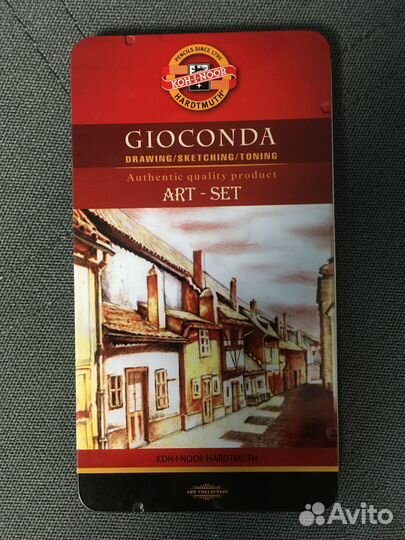 PENCILS SINCE 1790
KOH-I-NOOR
HARDTMUTH
GIOCONDA
DRAWING/SKETCHING/TONING
Authentic quality product
ART - SET
KOH-I-NOOR HARDTMUTH
ART COLLECTION
Avito